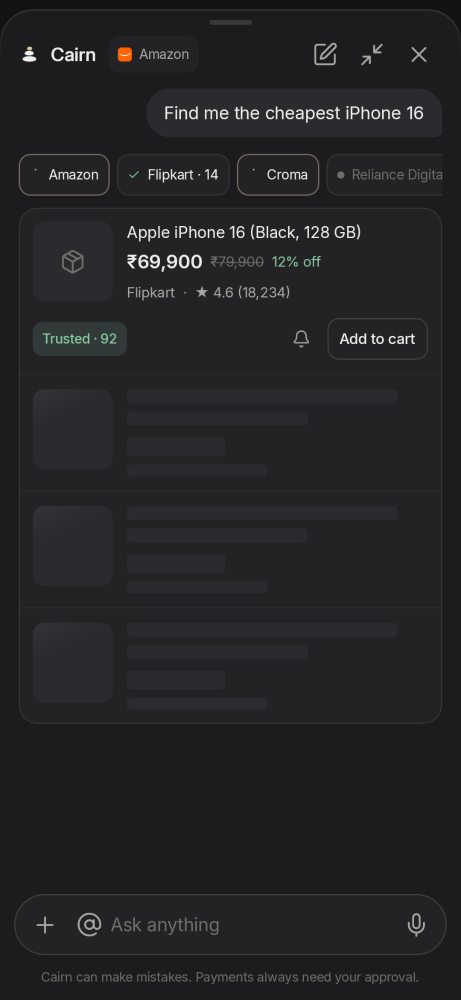 Cairn
Amazon
Find me the cheapest iPhone 16
Amazon
Flipkart · 14
Croma
Reliance Digita
Apple iPhone 16 (Black, 128 GB)
₹69,900 ₹79,900 12% off
Flipkart · ★ 4.6 (18,234)
Trusted · 92
Add to cart
Ask anything
Cairn can make mistakes. Payments always need your approval.